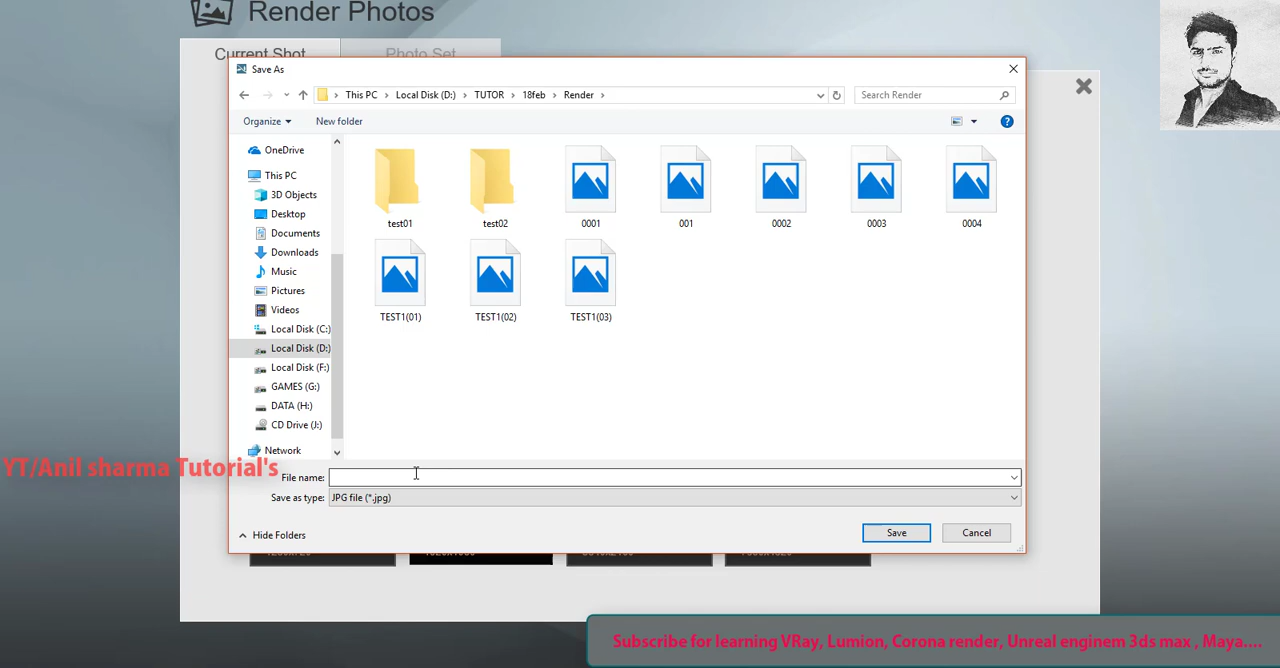 Render Photos
Current Shot
Photo Set
Save As
This PC > Local Disk (D:) > TUTOR > 18feb > Render >
Search Render
Organize
New folder
OneDrive
This PC
3D Objects
Desktop
Documents
Downloads
Music
Pictures
Videos
Local Disk (C:)
Local Disk (D:)
Local Disk (F:)
GAMES (G:)
DATA (H:)
CD Drive (J:)
Network
test01
test02
0001
001
0002
0003
0004
TEST1(01)
TEST1(02)
TEST1(03)
YT/Anil sharma Tutorial's
File name:
Save as type:
JPG file (*.jpg)
Hide Folders
Save
Cancel
Subscribe for learning VRay, Lumion, Corona render, Unreal enginem 3ds max , Maya....